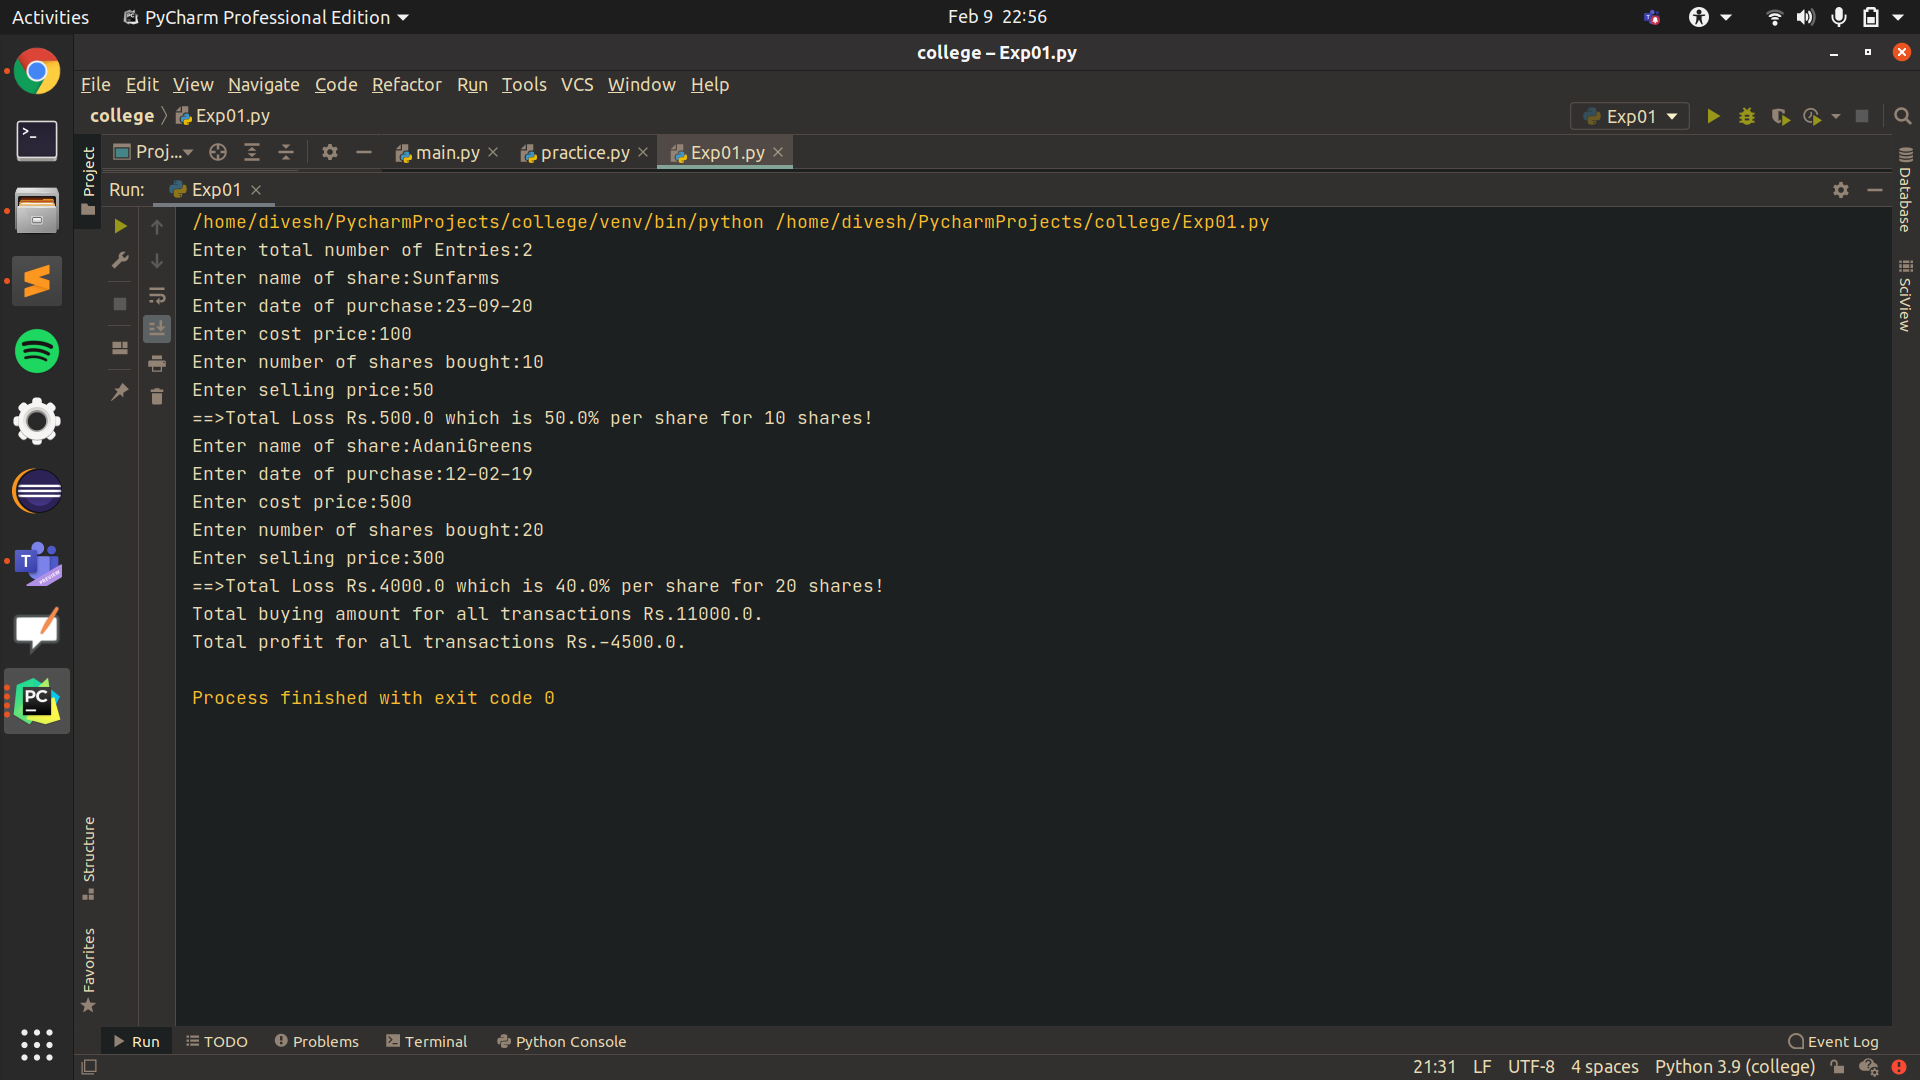 Activities PyCharm Professional Edition Feb 9 22:56
college – Exp01.py
File Edit View Navigate Code Refactor Run Tools VCS Window Help
college Exp01.py Exp01
Project Proj... main.py practice.py Exp01.py
Database
SciView
Run: Exp01
/home/divesh/PycharmProjects/college/venv/bin/python /home/divesh/PycharmProjects/college/Exp01.py
Enter total number of Entries:2
Enter name of share:Sunfarms
Enter date of purchase:23-09-20
Enter cost price:100
Enter number of shares bought:10
Enter selling price:50
==>Total Loss Rs.500.0 which is 50.0% per share for 10 shares!
Enter name of share:AdaniGreens
Enter date of purchase:12-02-19
Enter cost price:500
Enter number of shares bought:20
Enter selling price:300
==>Total Loss Rs.4000.0 which is 40.0% per share for 20 shares!
Total buying amount for all transactions Rs.11000.0.
Total profit for all transactions Rs.-4500.0.
Process finished with exit code 0
T
PREVIEW
PC
Structure
Favorites
Run TODO Problems Terminal Python Console Event Log
21:31 LF UTF-8 4 spaces Python 3.9 (college)